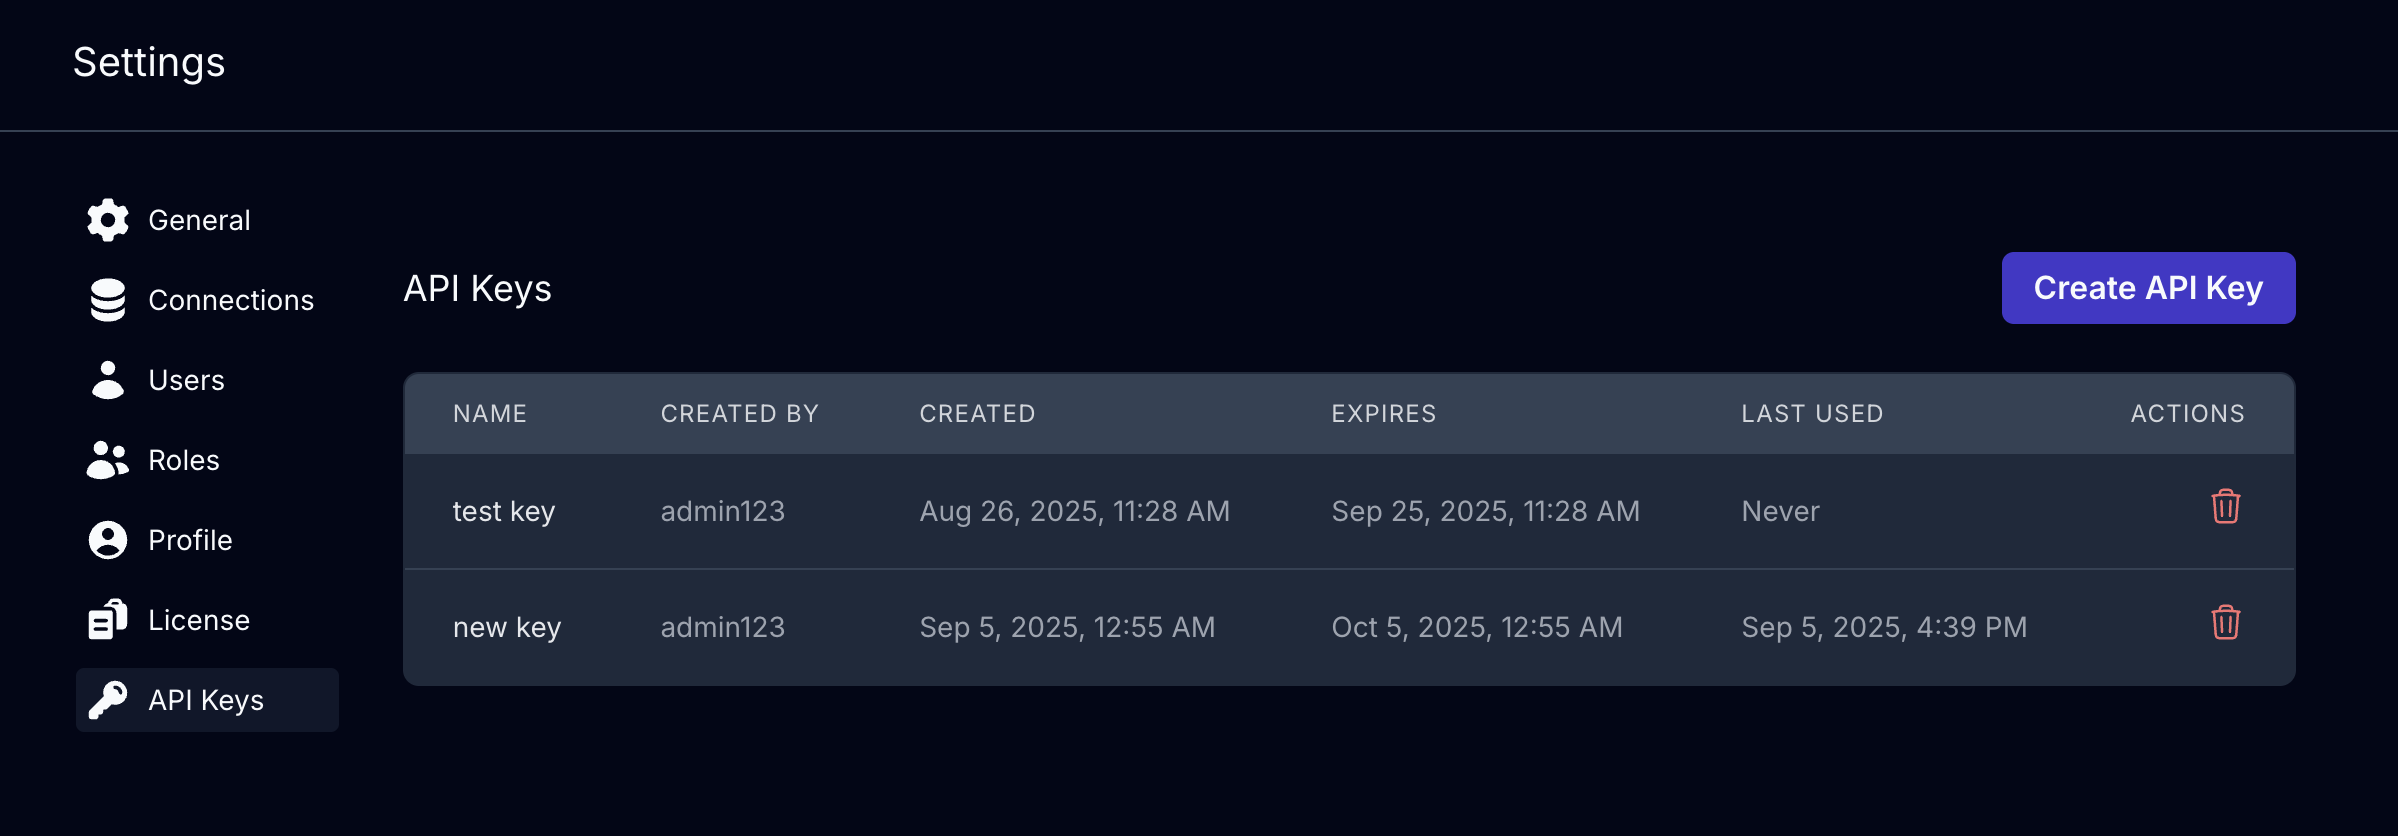 Settings
General
Connections
Users
Roles
Profile
License
API Keys
API Keys
Create API Key
NAME CREATED BY CREATED EXPIRES LAST USED ACTIONS
test key admin123 Aug 26, 2025, 11:28 AM Sep 25, 2025, 11:28 AM Never
new key admin123 Sep 5, 2025, 12:55 AM Oct 5, 2025, 12:55 AM Sep 5, 2025, 4:39 PM